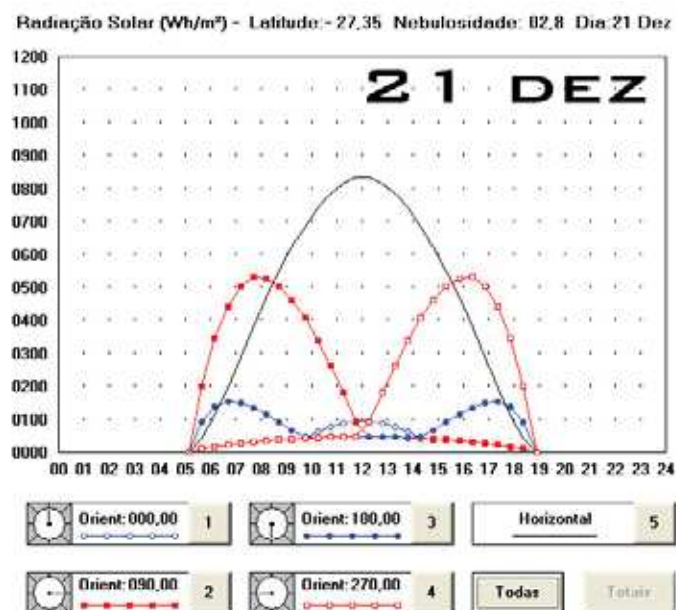 Radiação Solar (Wh/m²) - Latitude:- 27,35 Nebulosidade: 02,8 Dia:21 Dez
21 DEZ
1200
1100
1000
0900
0800
0700
0600
0500
0400
0300
0200
0100
0000
00 01 02 03 04 05 06 07 08 09 10 11 12 13 14 15 16 17 18 19 20 21 22 23 24
Orient: 000,00 1 Orient: 180,00 3 Horizontal 5
Orient: 090,00 2 Orient: 270,00 4 Todas Totais